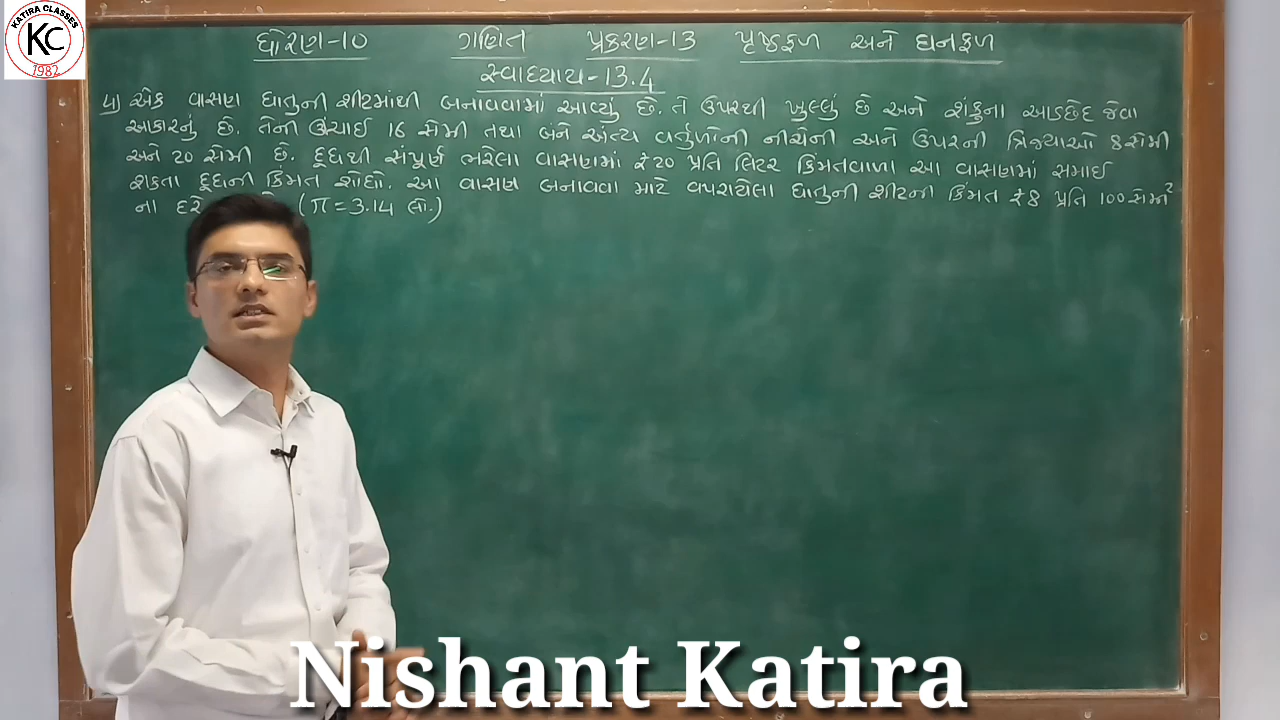 KATIRA CLASSES
KC
1982
ધોરણ-10 ગણિત પ્રકરણ-13 પૃષ્ઠફળ અને ઘનફળ
સ્વાધ્યાય-13.4
4) એક વાસણ ધાતુની શીટમાંથી બનાવવામાં આવ્યું છે. તે ઉપરથી ખુલ્લું છે અને શંકુના આડછેદ જેવા
આકારનું છે. તેની ઊંચાઈ 16 સેમી તથા બંને અંત્ય વર્તુળોની નીચેની અને ઉપરની ત્રિજ્યાઓ 8 સેમી
અને 20 સેમી છે. દૂધથી સંપૂર્ણ ભરેલા વાસણમાં ₹20 પ્રતિ લિટર કિંમતવાળા આ વાસણમાં સમાઈ
શકતા દૂધની કિંમત શોધો. આ વાસણ બનાવવા માટે વપરાયેલા ધાતુની શીટની કિંમત ₹8 પ્રતિ 100 સેમી²
ના દરે (π = 3.14 લો.)
Nishant Katira